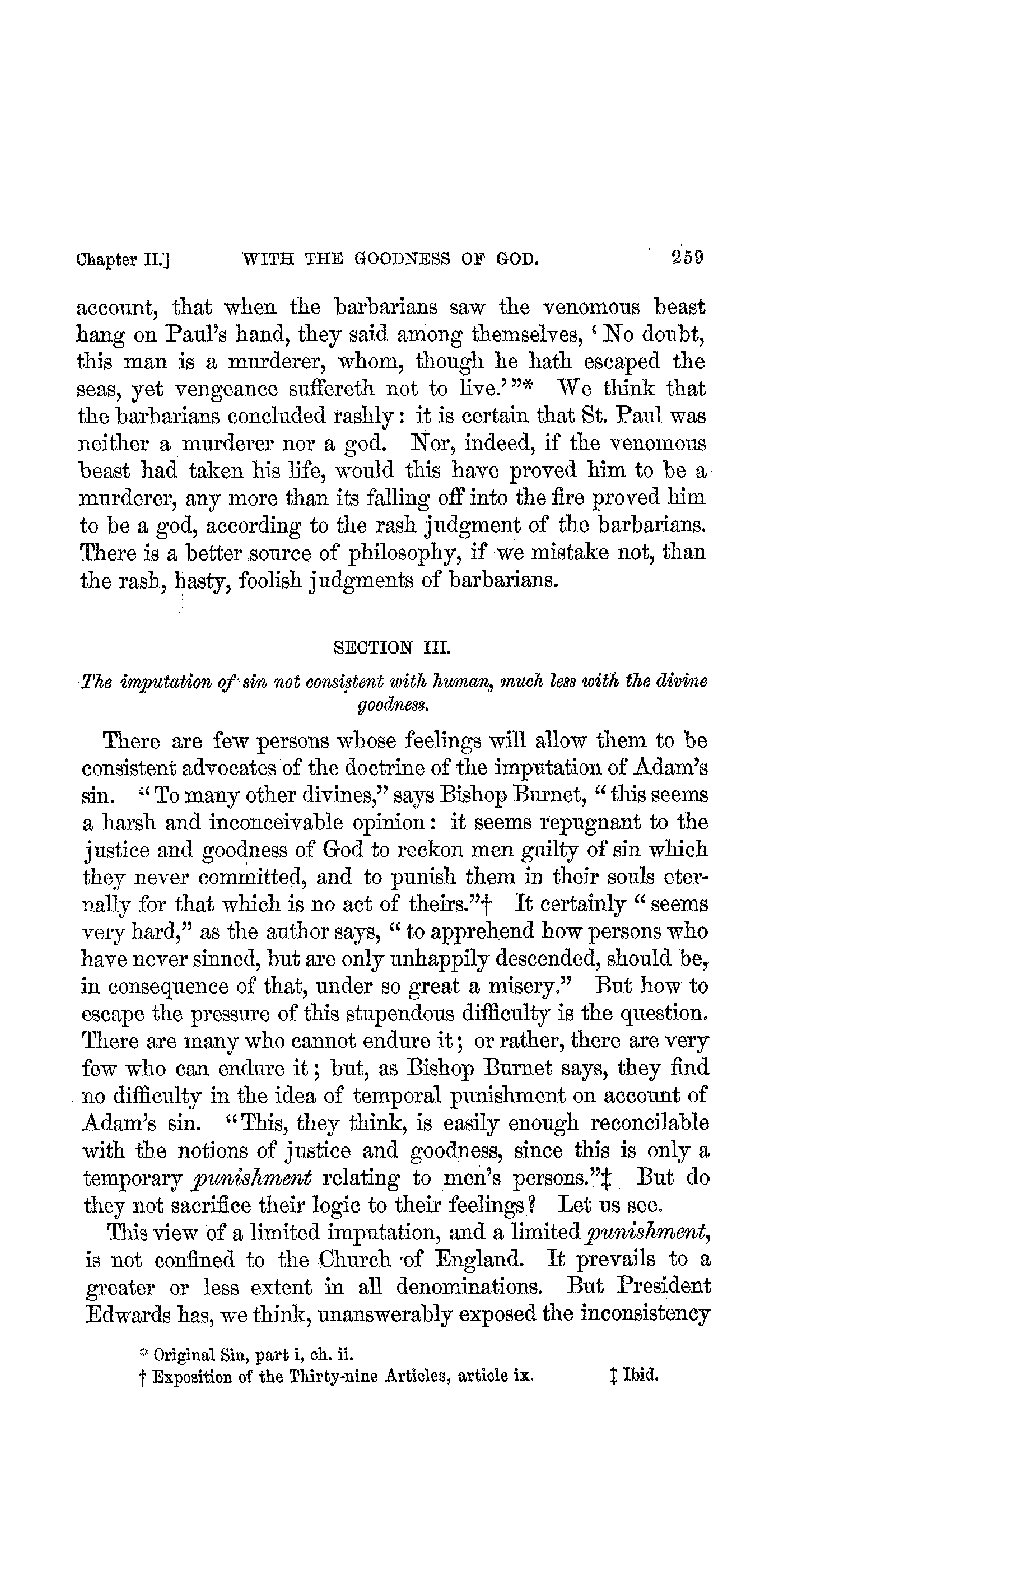 Chapter II.] WITH THE GOODNESS OF GOD. 259
account, that when the barbarians saw the venomous beast
hang on Paul's hand, they said among themselves, ‘ No doubt,
this man is a murderer, whom, though he hath escaped the
seas, yet vengeance suffereth not to live.’ ”* We think that
the barbarians concluded rashly : it is certain that St. Paul was
neither a murderer nor a god. Nor, indeed, if the venomous
beast had taken his life, would this have proved him to be a
murderer, any more than its falling off into the fire proved him
to be a god, according to the rash judgment of the barbarians.
There is a better source of philosophy, if we mistake not, than
the rash, hasty, foolish judgments of barbarians.
SECTION III.
The imputation of sin not consistent with human, much less with the divine
goodness.
There are few persons whose feelings will allow them to be
consistent advocates of the doctrine of the imputation of Adam's
sin. “ To many other divines,” says Bishop Burnet, “ this seems
a harsh and inconceivable opinion : it seems repugnant to the
justice and goodness of God to reckon men guilty of sin which
they never committed, and to punish them in their souls eter-
nally for that which is no act of theirs.”† It certainly “ seems
very hard,” as the author says, “ to apprehend how persons who
have never sinned, but are only unhappily descended, should be,
in consequence of that, under so great a misery.” But how to
escape the pressure of this stupendous difficulty is the question.
There are many who cannot endure it ; or rather, there are very
few who can endure it ; but, as Bishop Burnet says, they find
no difficulty in the idea of temporal punishment on account of
Adam's sin. “This, they think, is easily enough reconcilable
with the notions of justice and goodness, since this is only a
temporary punishment relating to men's persons.”‡ But do
they not sacrifice their logic to their feelings ? Let us see.
This view of a limited imputation, and a limited punishment,
is not confined to the Church of England. It prevails to a
greater or less extent in all denominations. But President
Edwards has, we think, unanswerably exposed the inconsistency
* Original Sin, part i, ch. ii.
† Exposition of the Thirty-nine Articles, article ix. ‡ Ibid.